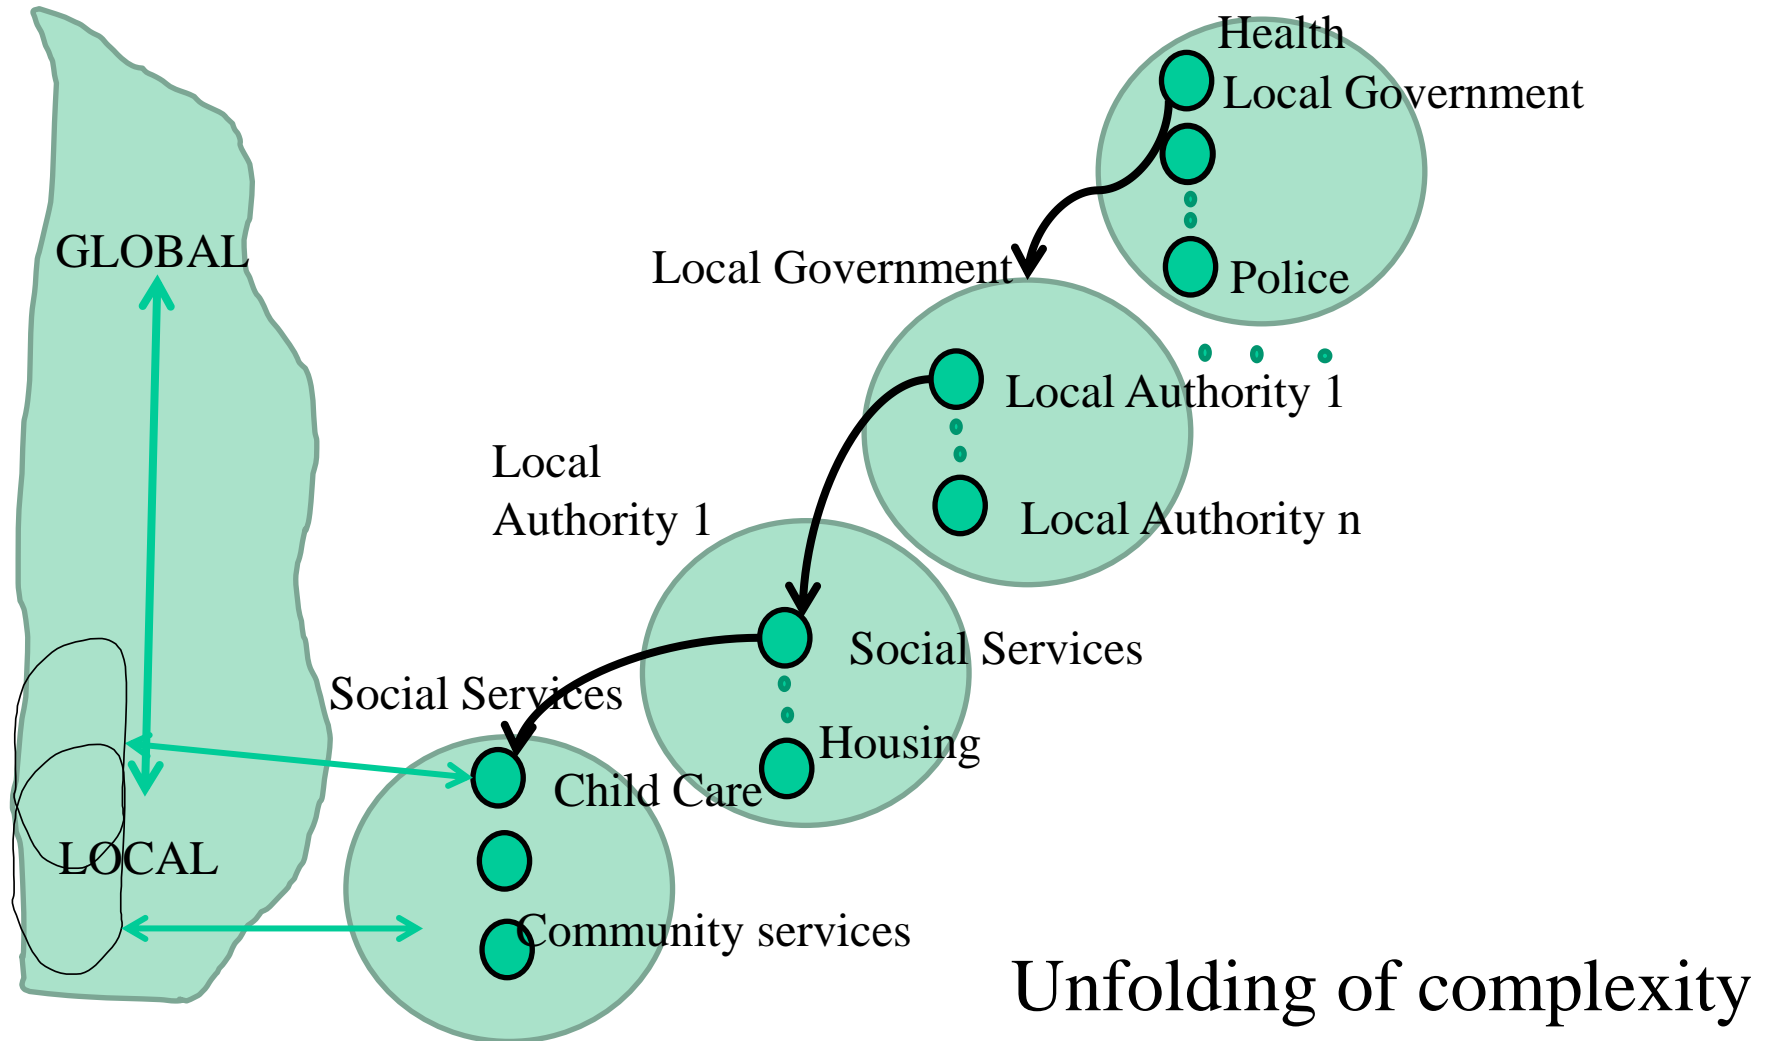 Health
Local Government
GLOBAL
Local Government
Police
Local Authority 1
Local
Authority 1
Local Authority n
Social Services
Social Services
Housing
Child Care
LOCAL
Community services
Unfolding of complexity